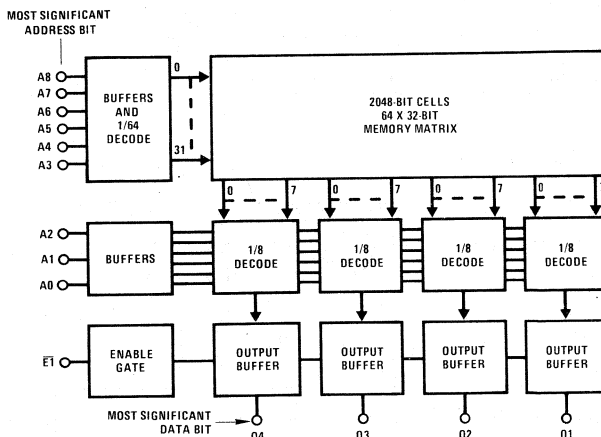 MOST SIGNIFICANT
ADDRESS BIT
A8
A7
A6
A5
A4
A3
BUFFERS
AND
1/64
DECODE
0
31
2048-BIT CELLS
64 X 32-BIT
MEMORY MATRIX
0 7 0 7 0 7 0
A2
A1
A0
BUFFERS
1/8
DECODE
1/8
DECODE
1/8
DECODE
1/8
DECODE
E1
ENABLE
GATE
OUTPUT
BUFFER
OUTPUT
BUFFER
OUTPUT
BUFFER
OUTPUT
BUFFER
MOST SIGNIFICANT
DATA BIT
O4 O3 O2 O1